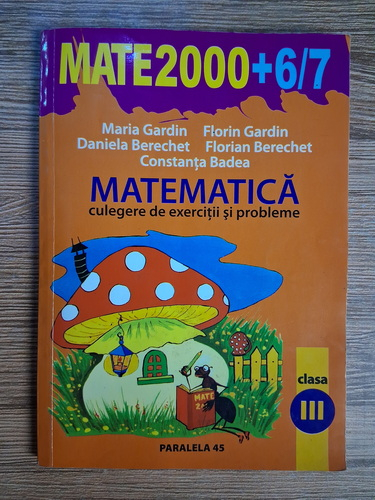 MATE2000+6/7
Maria Gardin Florin Gardin
Daniela Berechet Florian Berechet
Constanța Badea
MATEMATICĂ
culegere de exerciții și probleme
clasa
III
MATE
PARALELA 45